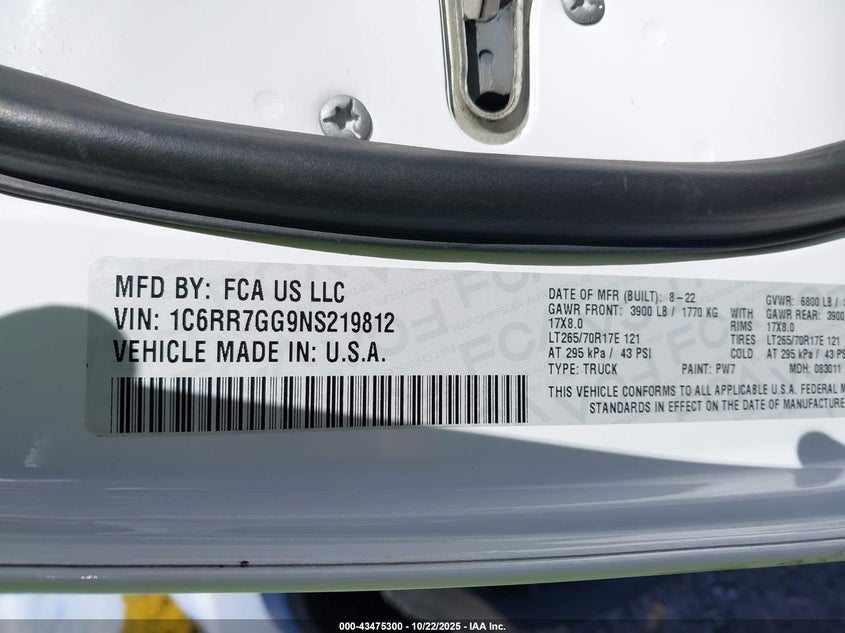 MFD BY: FCA US LLC
VIN: 1C6RR7GG9NS219812
VEHICLE MADE IN: U.S.A.
DATE OF MFR (BUILT): 8-22
GVWR: 6800 LB /
GAWR FRONT: 3900 LB / 1770 KG WITH GAWR REAR: 3900
17X8.0 RIMS 17X8.0
LT265/70R17E 121 TIRES LT265/70R17E 121
AT 295 kPa / 43 PSI COLD AT 295 kPa / 43 PS
TYPE: TRUCK PAINT: PW7 MDH: 083011
THIS VEHICLE CONFORMS TO ALL APPLICABLE U.S.A. FEDERAL M
STANDARDS IN EFFECT ON THE DATE OF MANUFACTURE
000-43475300 - 10/22/2025 - IAA Inc.